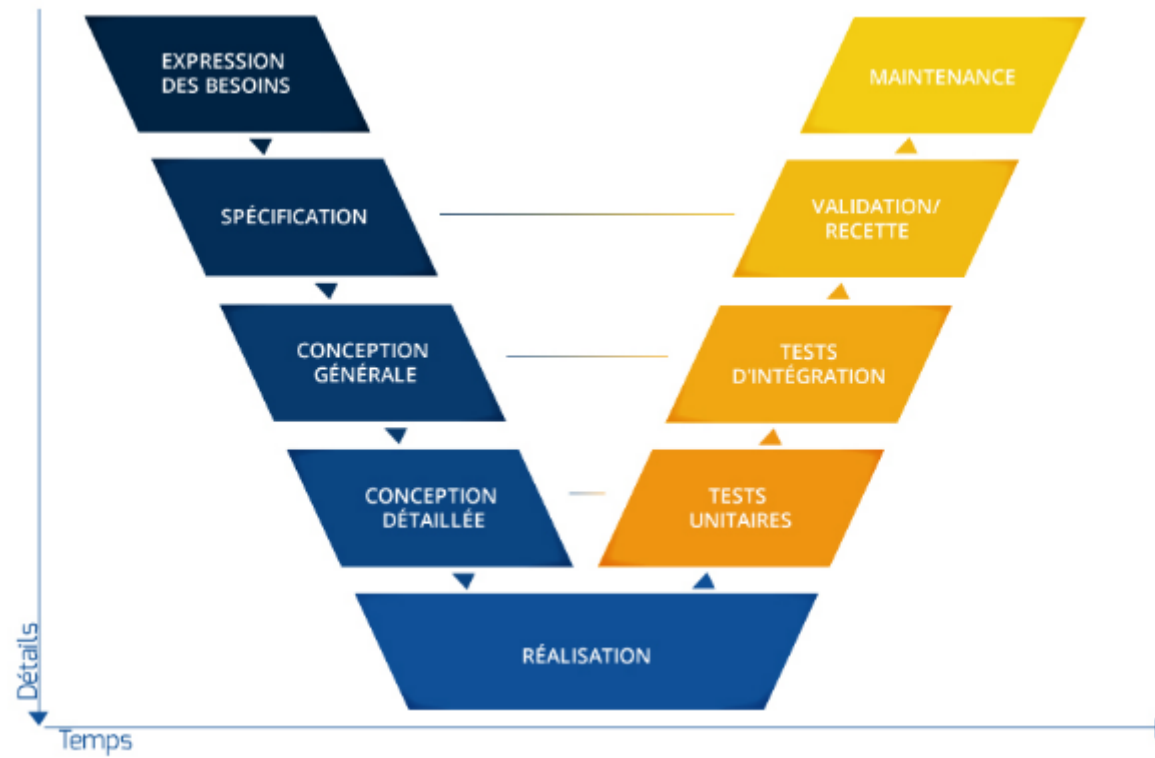 EXPRESSION
DES BESOINS
MAINTENANCE
SPÉCIFICATION
VALIDATION/
RECETTE
CONCEPTION
GÉNÉRALE
TESTS
D'INTÉGRATION
CONCEPTION
DÉTAILLÉE
TESTS
UNITAIRES
RÉALISATION
Détails
Temps